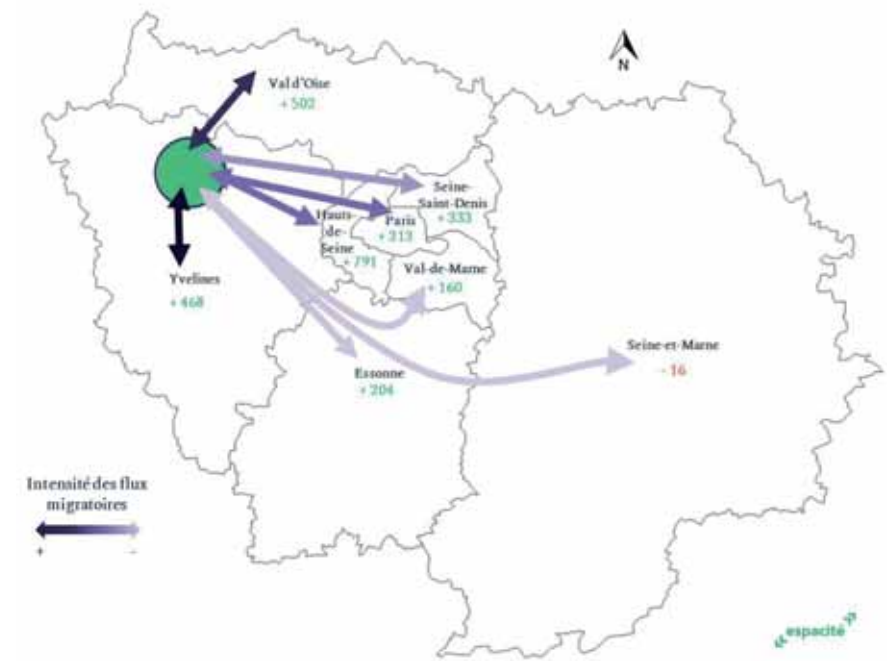 Val d'Oise
+ 502
N
Seine-
Saint-Denis
+ 333
Hauts-
de-
Seine
+ 791
Paris
+ 313
Val-de-Marne
+ 160
Yvelines
+ 468
Seine-et-Marne
- 16
Essonne
+ 204
Intensité des flux
migratoires
+
-
espacité